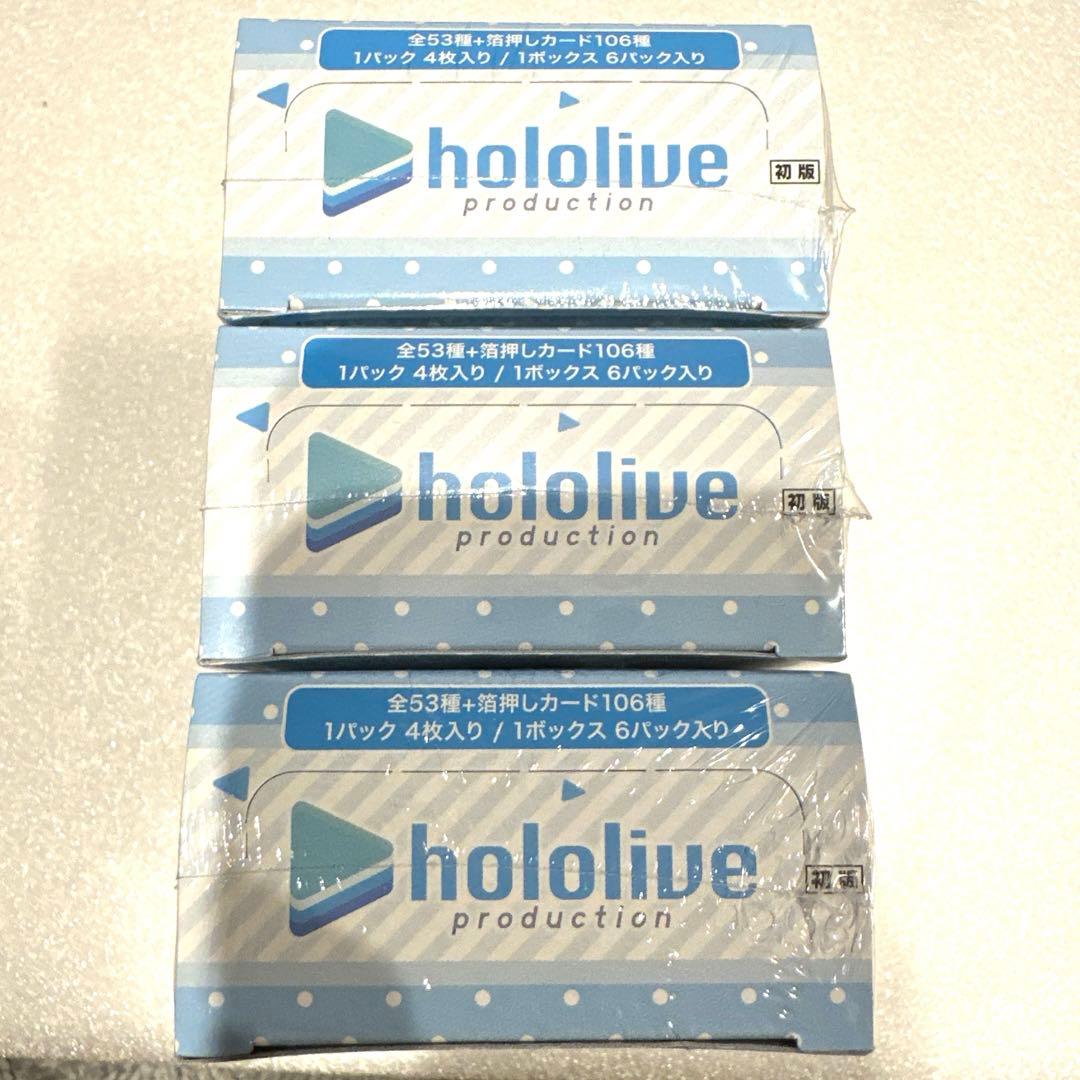 全53種+箔押しカード106種
1パック 4枚入り / 1ボックス 6パック入り
hololive
production
初版
全53種+箔押しカード106種
1パック 4枚入り / 1ボックス 6パック入り
hololive
production
初版
全53種+箔押しカード106種
1パック 4枚入り / 1ボックス 6パック入り
hololive
production
初版